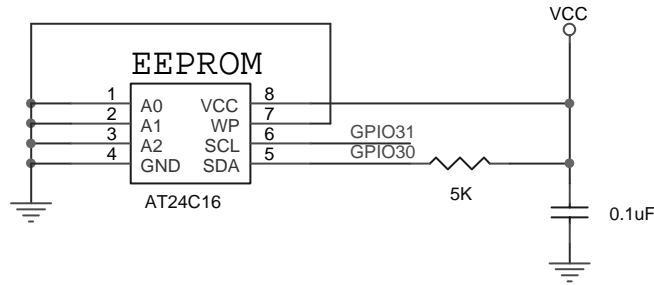 VCC
EEPROM
1 A0 VCC 8
2 A1 WP 7
3 A2 SCL 6 GPIO31
4 GND SDA 5 GPIO30
AT24C16
5K
0.1uF